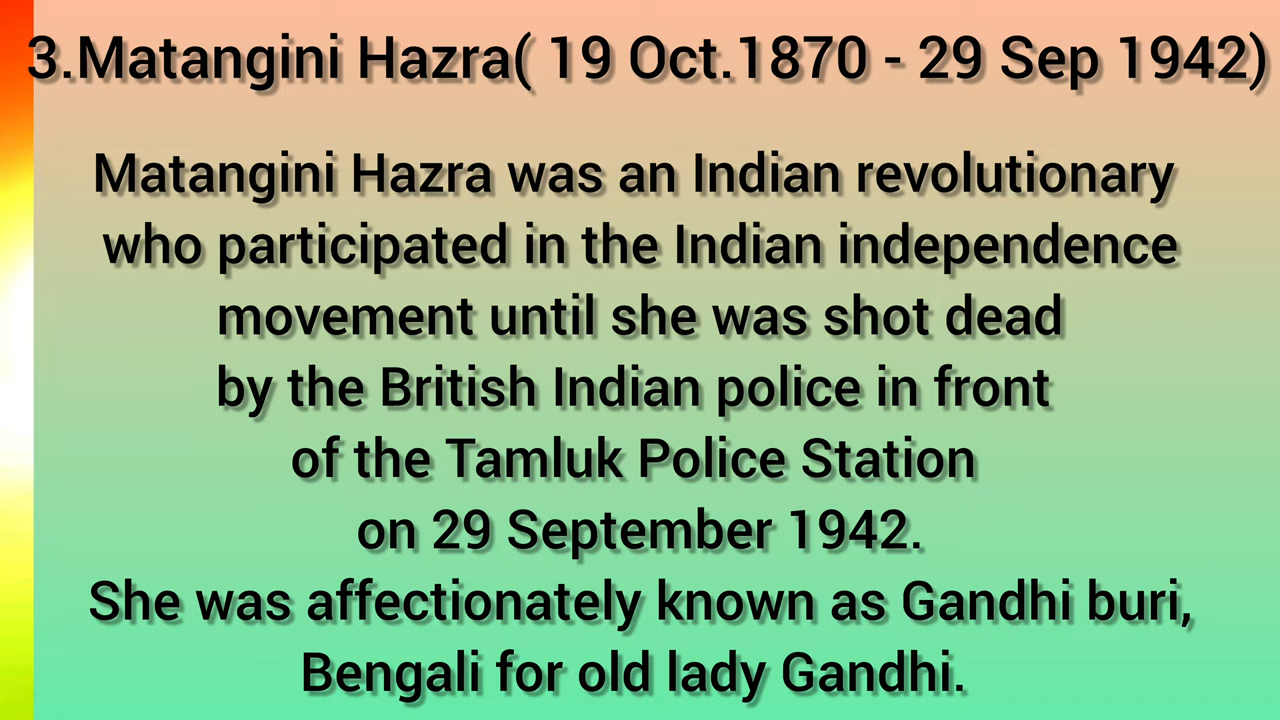 3.Matangini Hazra( 19 Oct.1870 - 29 Sep 1942)
Matangini Hazra was an Indian revolutionary
who participated in the Indian independence
movement until she was shot dead
by the British Indian police in front
of the Tamluk Police Station
on 29 September 1942.
She was affectionately known as Gandhi buri,
Bengali for old lady Gandhi.